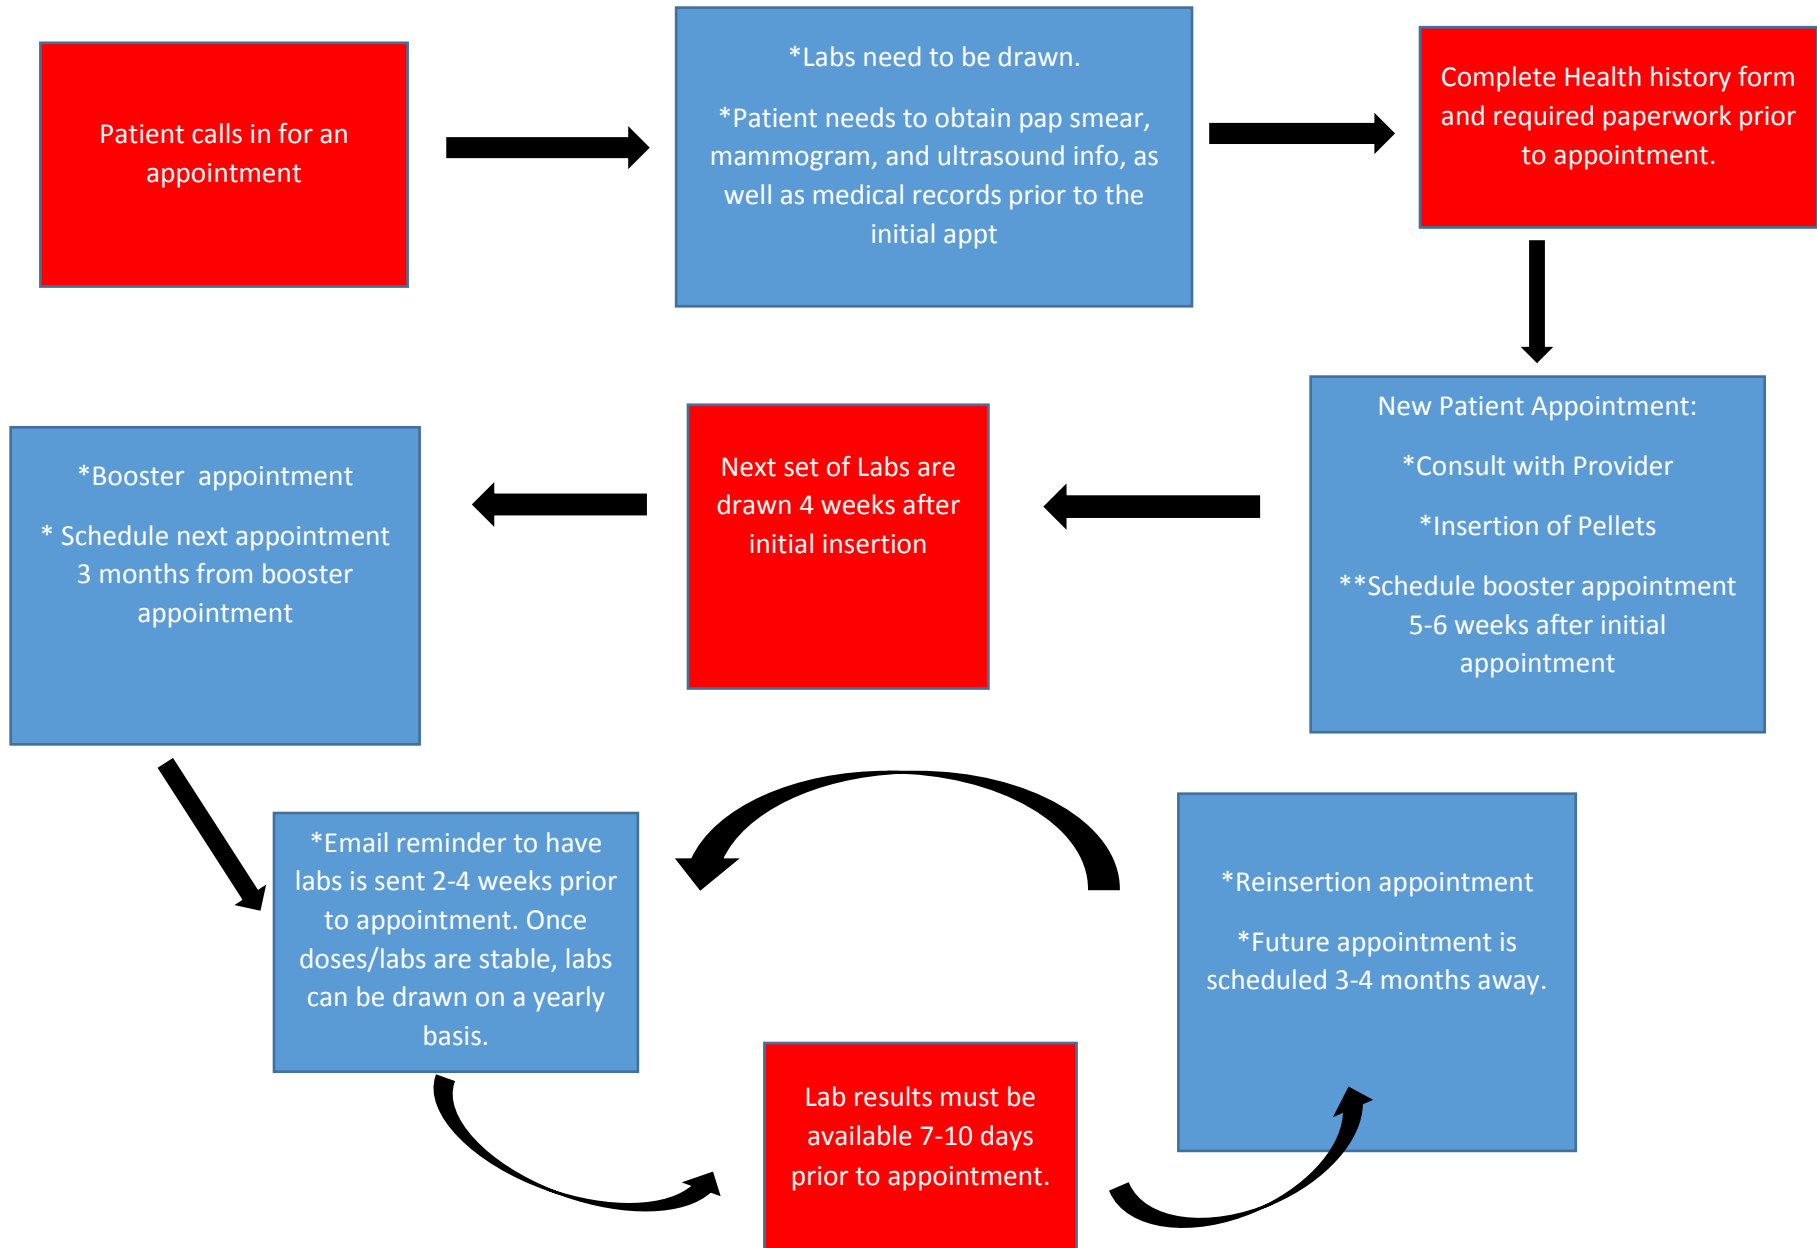 Patient calls in for an
appointment
*Labs need to be drawn.
*Patient needs to obtain pap smear,
mammogram, and ultrasound info, as
well as medical records prior to the
initial appt
Complete Health history form
and required paperwork prior
to appointment.
New Patient Appointment:
*Consult with Provider
*Insertion of Pellets
**Schedule booster appointment
5-6 weeks after initial
appointment
Next set of Labs are
drawn 4 weeks after
initial insertion
*Booster  appointment
* Schedule next appointment
3 months from booster
appointment
*Email reminder to have
labs is sent 2-4 weeks prior
to appointment. Once
doses/labs are stable, labs
can be drawn on a yearly
basis.
Lab results must be
available 7-10 days
prior to appointment.
*Reinsertion appointment
*Future appointment is
scheduled 3-4 months away.